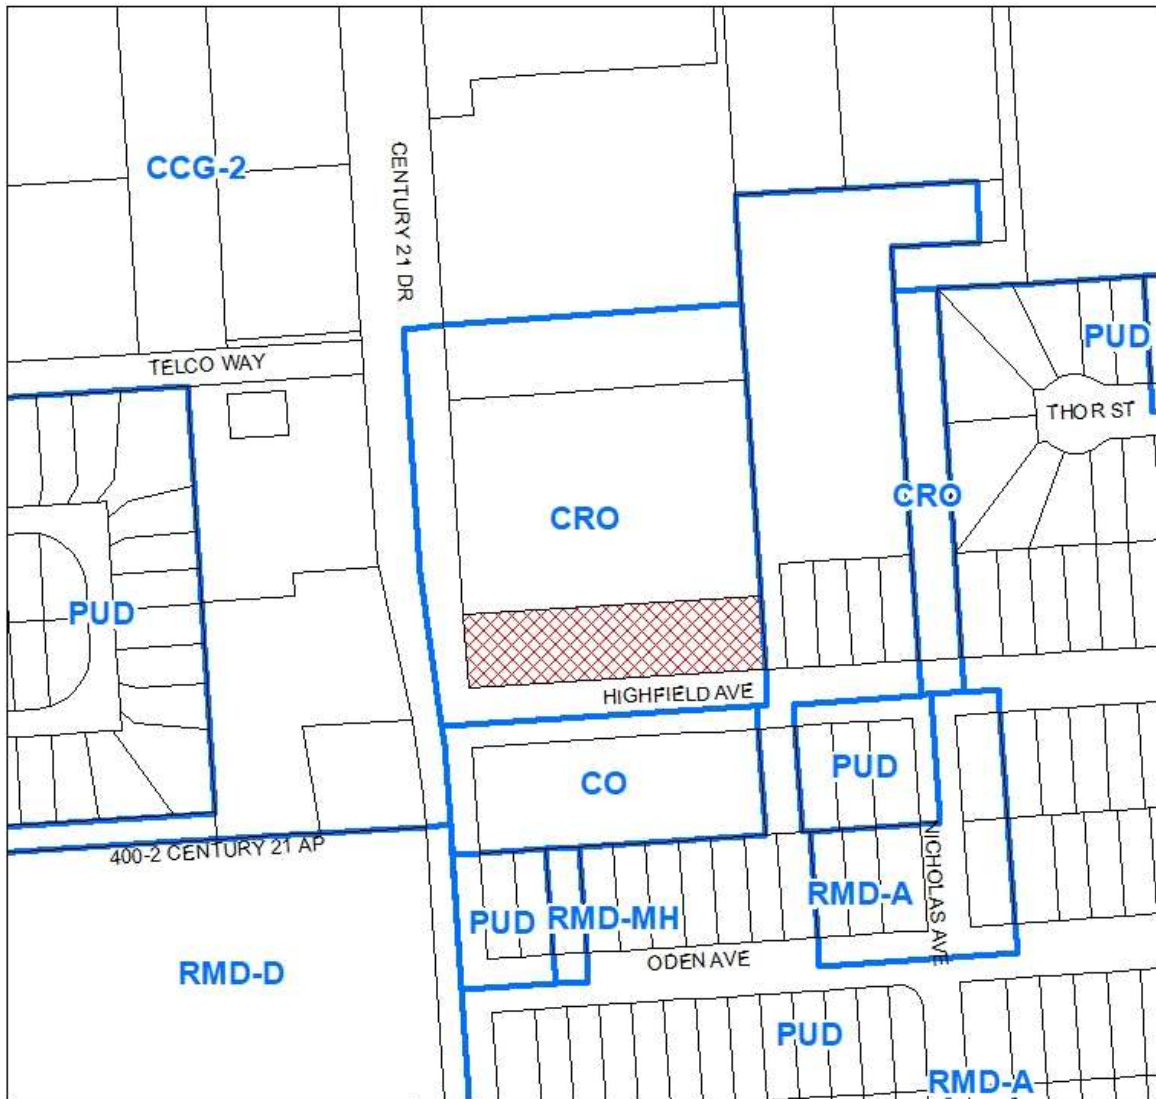 CCG-2
CENTURY 21 DR
PUD
TELCO WAY
THOR ST
CRO
CRO
PUD
HIGHFIELD AVE
PUD
CO
400-2 CENTURY 21 AP
NICHOLAS AVE
RMD-A
PUD
RMD-MH
ODEN AVE
RMD-D
PUD
RMD-A